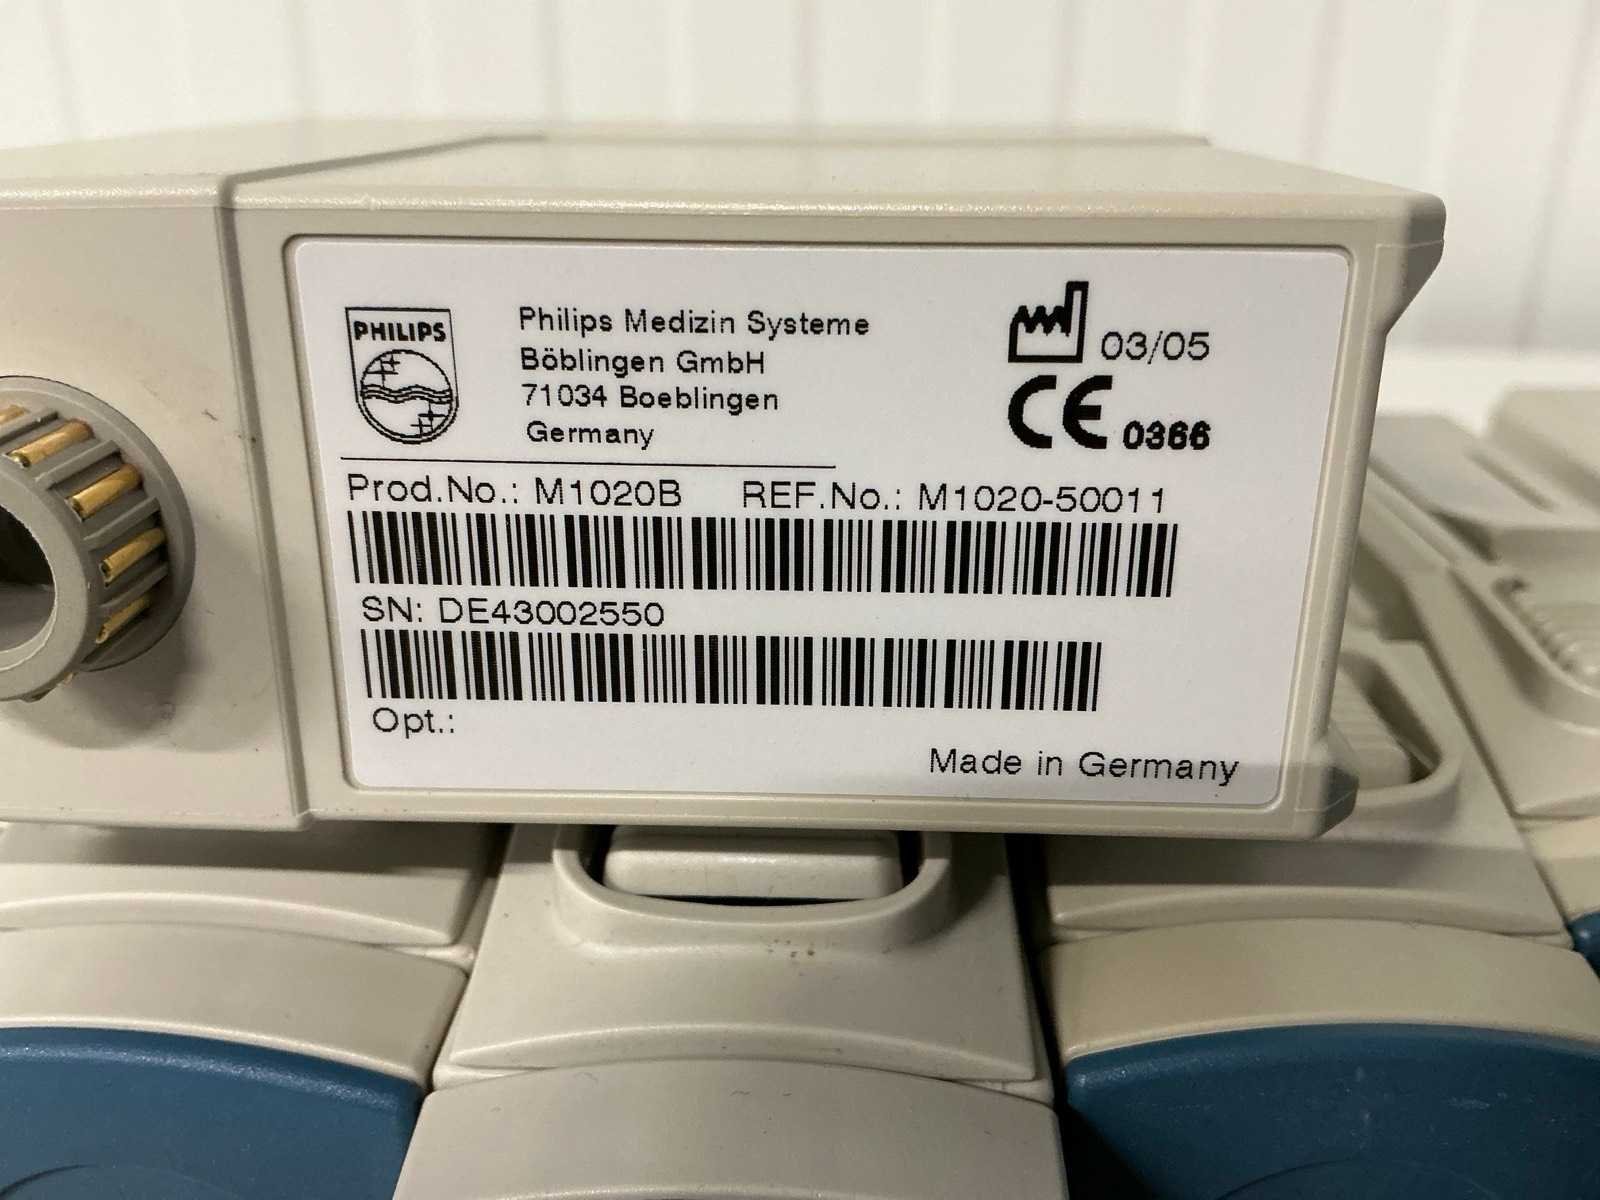 PHILIPS
Philips Medizin Systeme
Böblingen GmbH
71034 Boeblingen
Germany
03/05
CE 0366
Prod.No.: M1020B REF.No.: M1020-50011
SN: DE43002550
Opt.:
Made in Germany